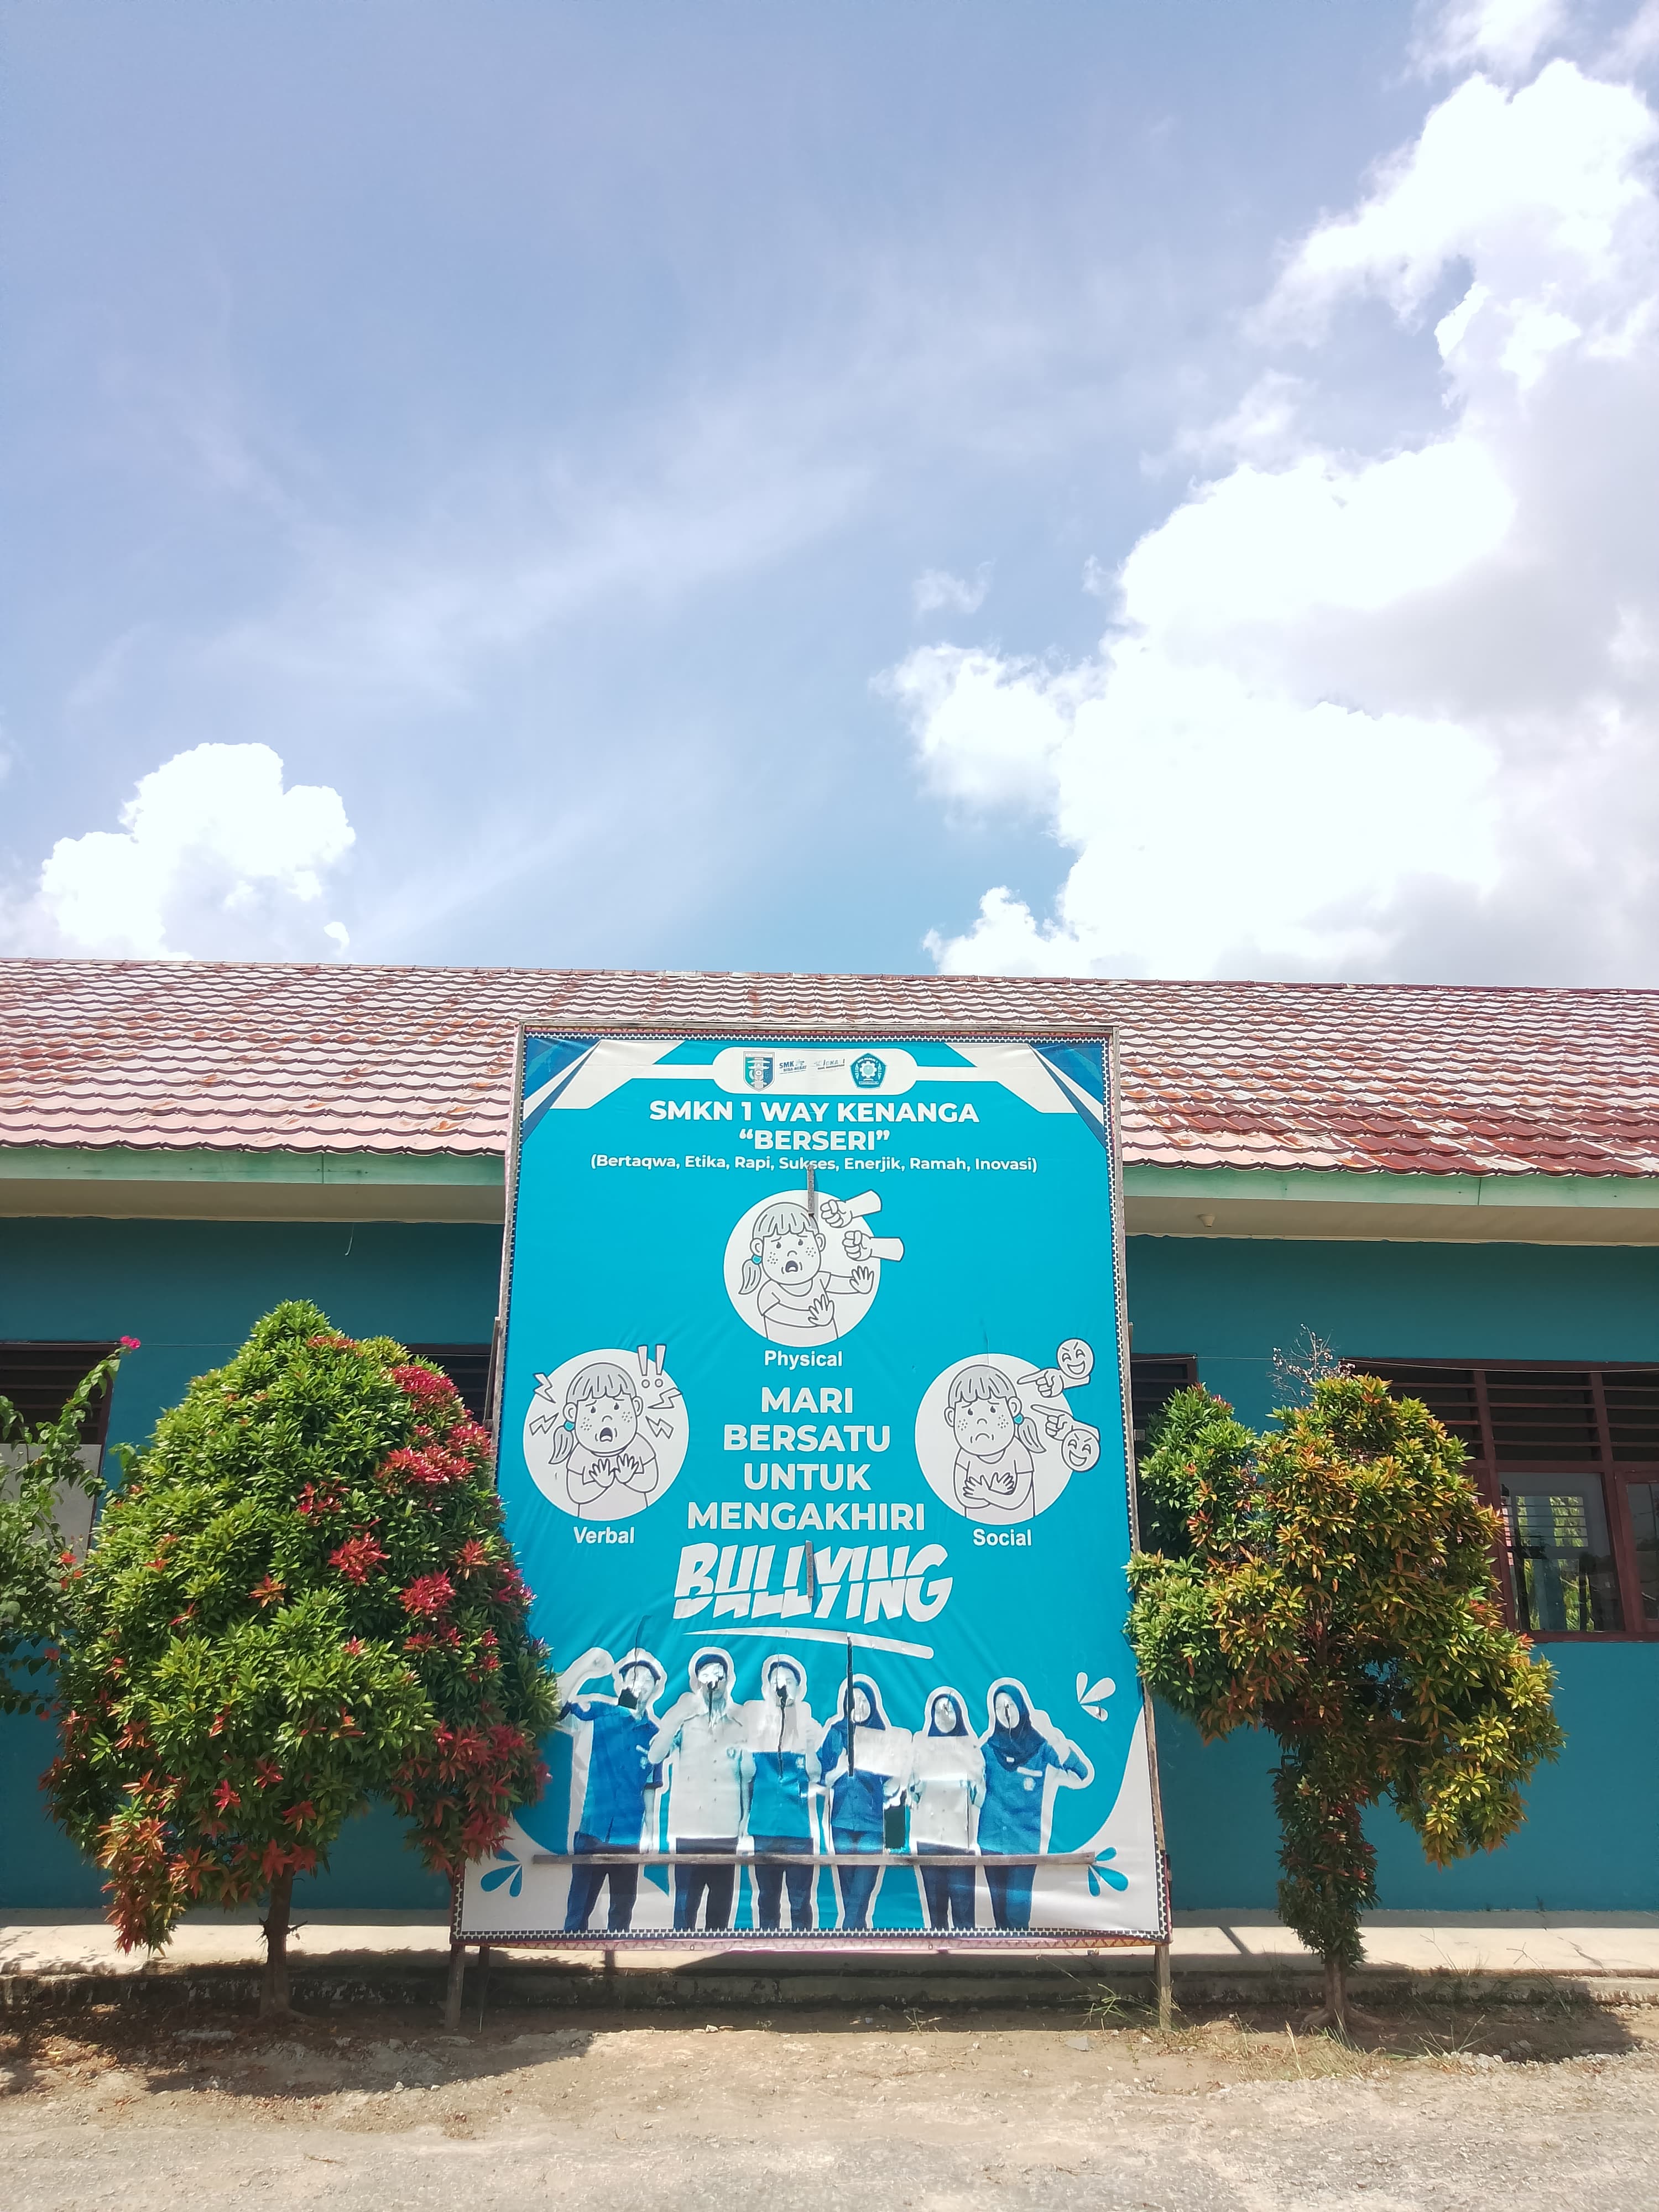 SMKN 1 WAY KENANGA
“BERSERI”
(Bertaqwa, Etika, Rapi, Sukses, Enerjik, Ramah, Inovasi)
Physical
Verbal
Social
MARI
BERSATU
UNTUK
MENGAKHIRI
BULLYING
SMK